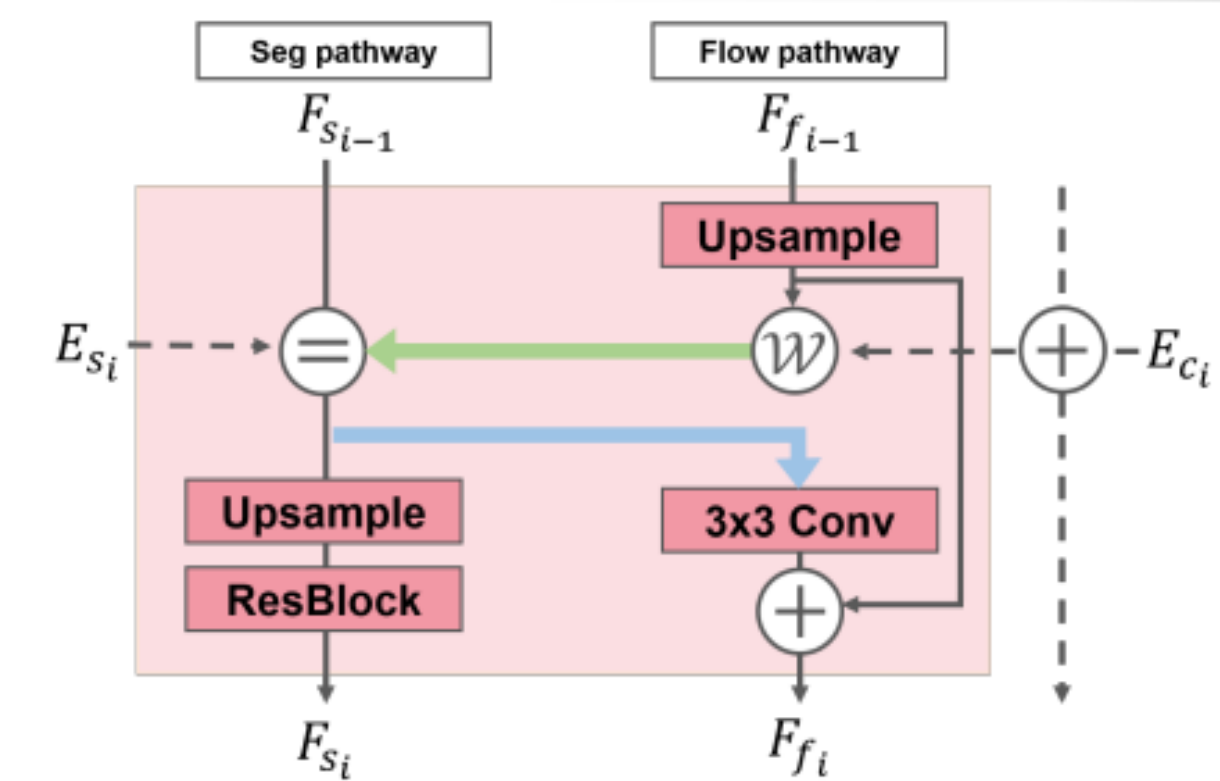 Seg pathway
Flow pathway
F_{s_{i-1}}
F_{f_{i-1}}
Upsample
E_{s_i}
=
𝒲
+
E_{c_i}
Upsample
3x3 Conv
ResBlock
+
F_{s_i}
F_{f_i}